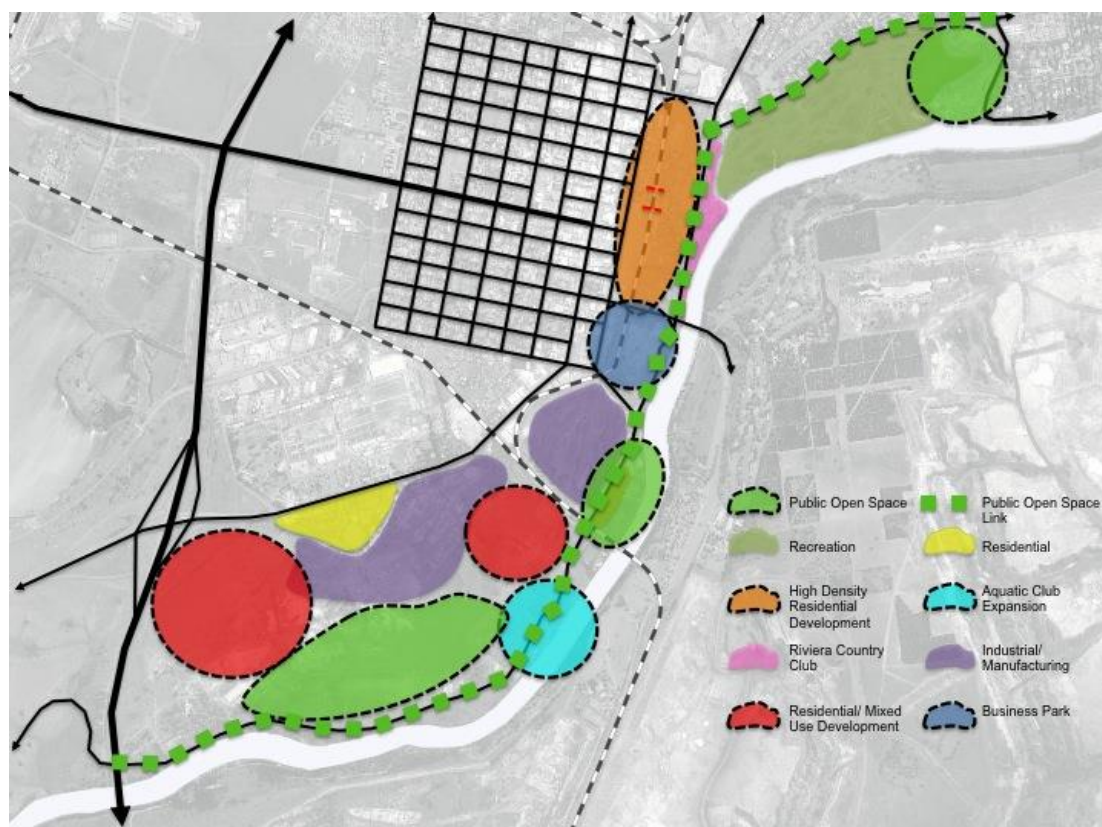 Public Open Space
Public Open Space
Link
Recreation
Residential
High Density
Residential
Development
Aquatic Club
Expansion
Riviera Country
Club
Industrial/
Manufacturing
Residential/ Mixed
Use Development
Business Park